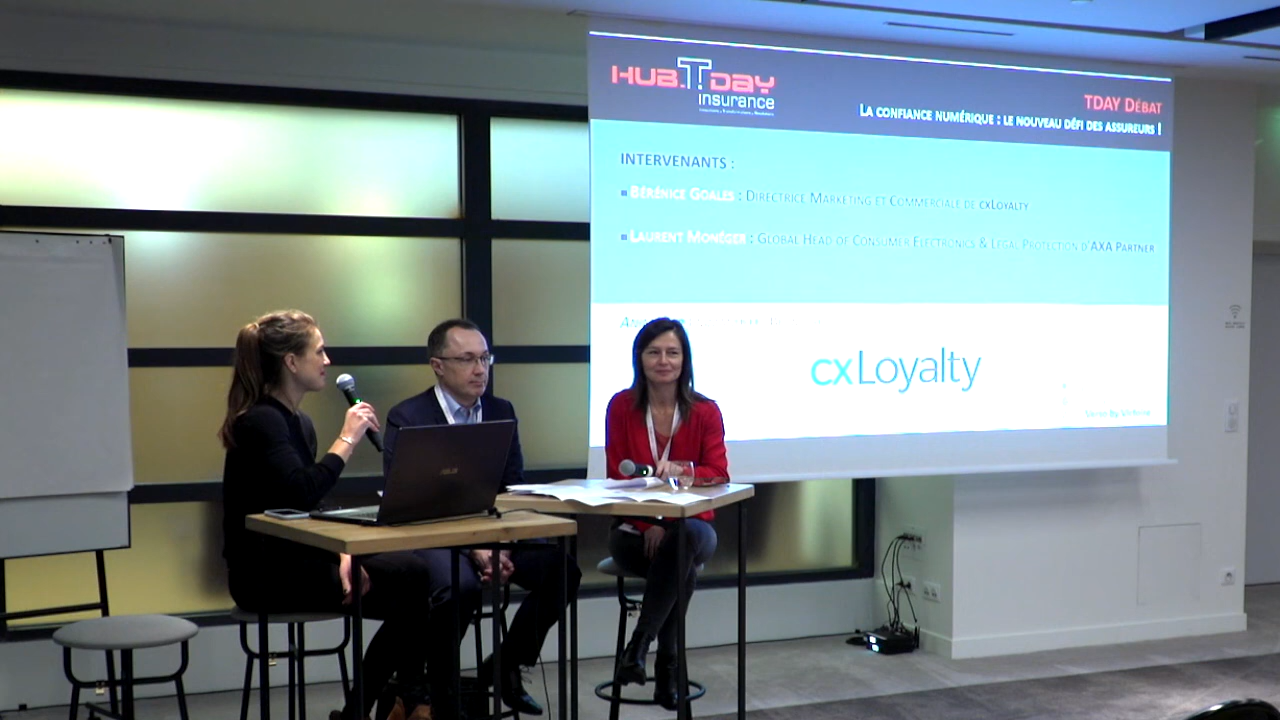 HUB.T.DAY
insurance
TDAY DÉBAT
LA CONFIANCE NUMÉRIQUE : LE NOUVEAU DÉFI DES ASSUREURS !
INTERVENANTS :
BÉRÉNICE GOALES : DIRECTRICE MARKETING ET COMMERCIALE DE CXLOYALTY
LAURENT MONÉGER : GLOBAL HEAD OF CONSUMER ELECTRONICS & LEGAL PROTECTION D'AXA PARTNER
cxLoyalty
ASUS